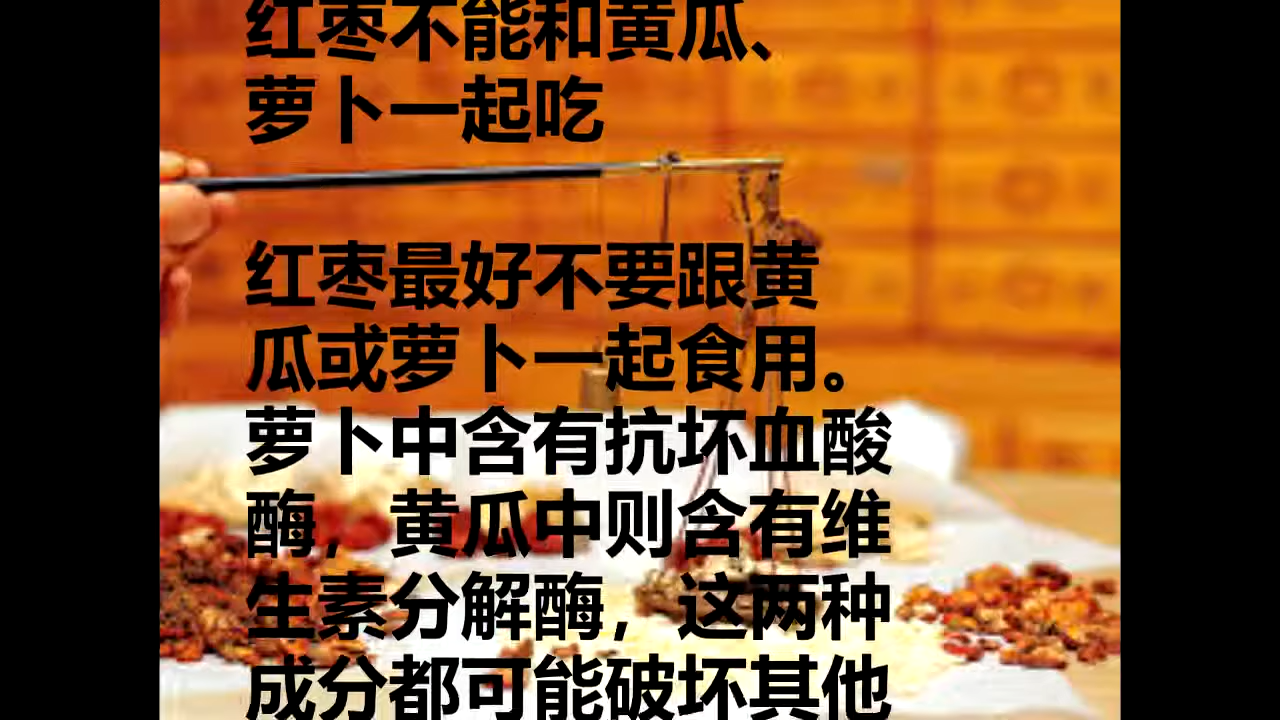 红枣不能和黄瓜、
萝卜一起吃
红枣最好不要跟黄
瓜或萝卜一起食用。
萝卜中含有抗坏血酸
酶，黄瓜中则含有维
生素分解酶，这两种
成分都可能破坏其他